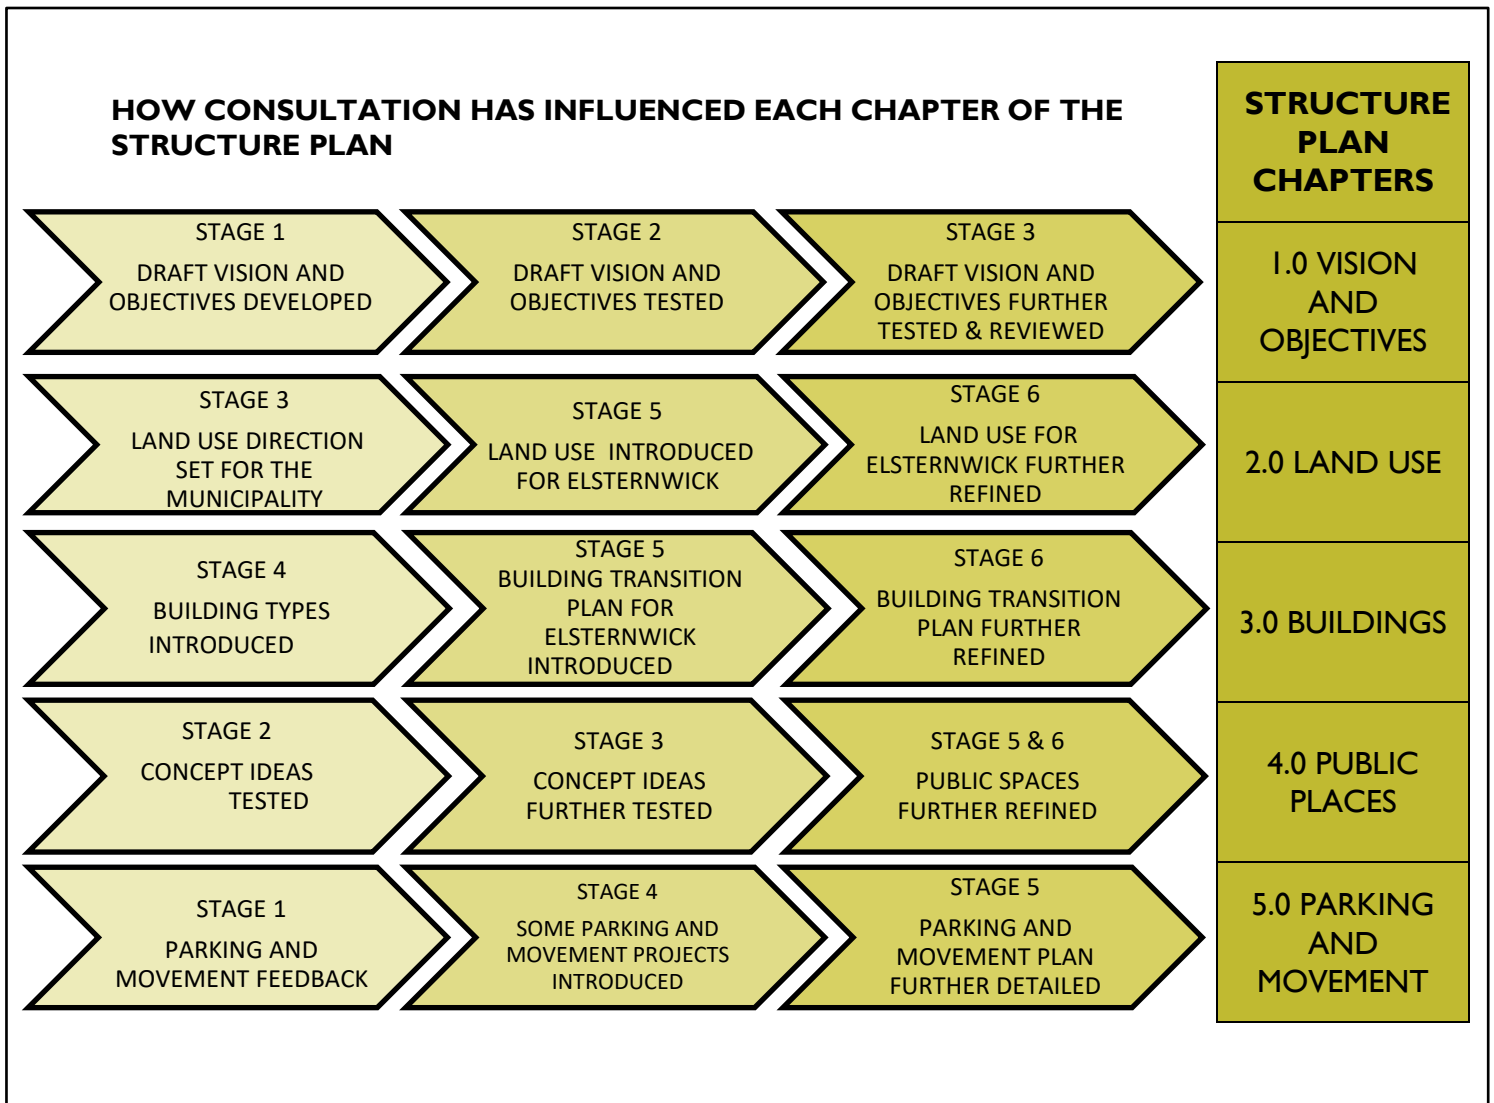 HOW CONSULTATION HAS INFLUENCED EACH CHAPTER OF THE
STRUCTURE PLAN
STRUCTURE
PLAN
CHAPTERS
STAGE 1
DRAFT VISION AND
OBJECTIVES DEVELOPED
STAGE 2
DRAFT VISION AND
OBJECTIVES TESTED
STAGE 3
DRAFT VISION AND
OBJECTIVES FURTHER
TESTED & REVIEWED
1.0 VISION
AND
OBJECTIVES
STAGE 3
LAND USE DIRECTION
SET FOR THE
MUNICIPALITY
STAGE 5
LAND USE INTRODUCED
FOR ELSTERNWICK
STAGE 6
LAND USE FOR
ELSTERNWICK FURTHER
REFINED
2.0 LAND USE
STAGE 4
BUILDING TYPES
INTRODUCED
STAGE 5
BUILDING TRANSITION
PLAN FOR
ELSTERNWICK
INTRODUCED
STAGE 6
BUILDING TRANSITION
PLAN FURTHER
REFINED
3.0 BUILDINGS
STAGE 2
CONCEPT IDEAS
TESTED
STAGE 3
CONCEPT IDEAS
FURTHER TESTED
STAGE 5 & 6
PUBLIC SPACES
FURTHER REFINED
4.0 PUBLIC
PLACES
STAGE 1
PARKING AND
MOVEMENT FEEDBACK
STAGE 4
SOME PARKING AND
MOVEMENT PROJECTS
INTRODUCED
STAGE 5
PARKING AND
MOVEMENT PLAN
FURTHER DETAILED
5.0 PARKING
AND
MOVEMENT